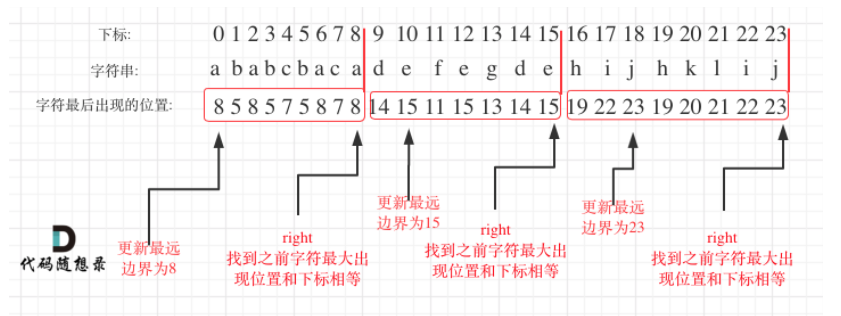 下标: 0 1 2 3 4 5 6 7 8 9 10 11 12 13 14 15 16 17 18 19 20 21 22 23
字符串: a b a b c b a c a d e f e g d e h i j h k l i j
字符最后出现的位置: 8 5 8 5 7 5 8 7 8 14 15 11 15 13 14 15 19 22 23 19 20 21 22 23
更新最远
边界为8
right
找到之前字符最大出
现位置和下标相等
更新最远
边界为15
right
找到之前字符最大出
现位置和下标相等
更新最远
边界为23
right
找到之前字符最大出
现位置和下标相等
代码随想录